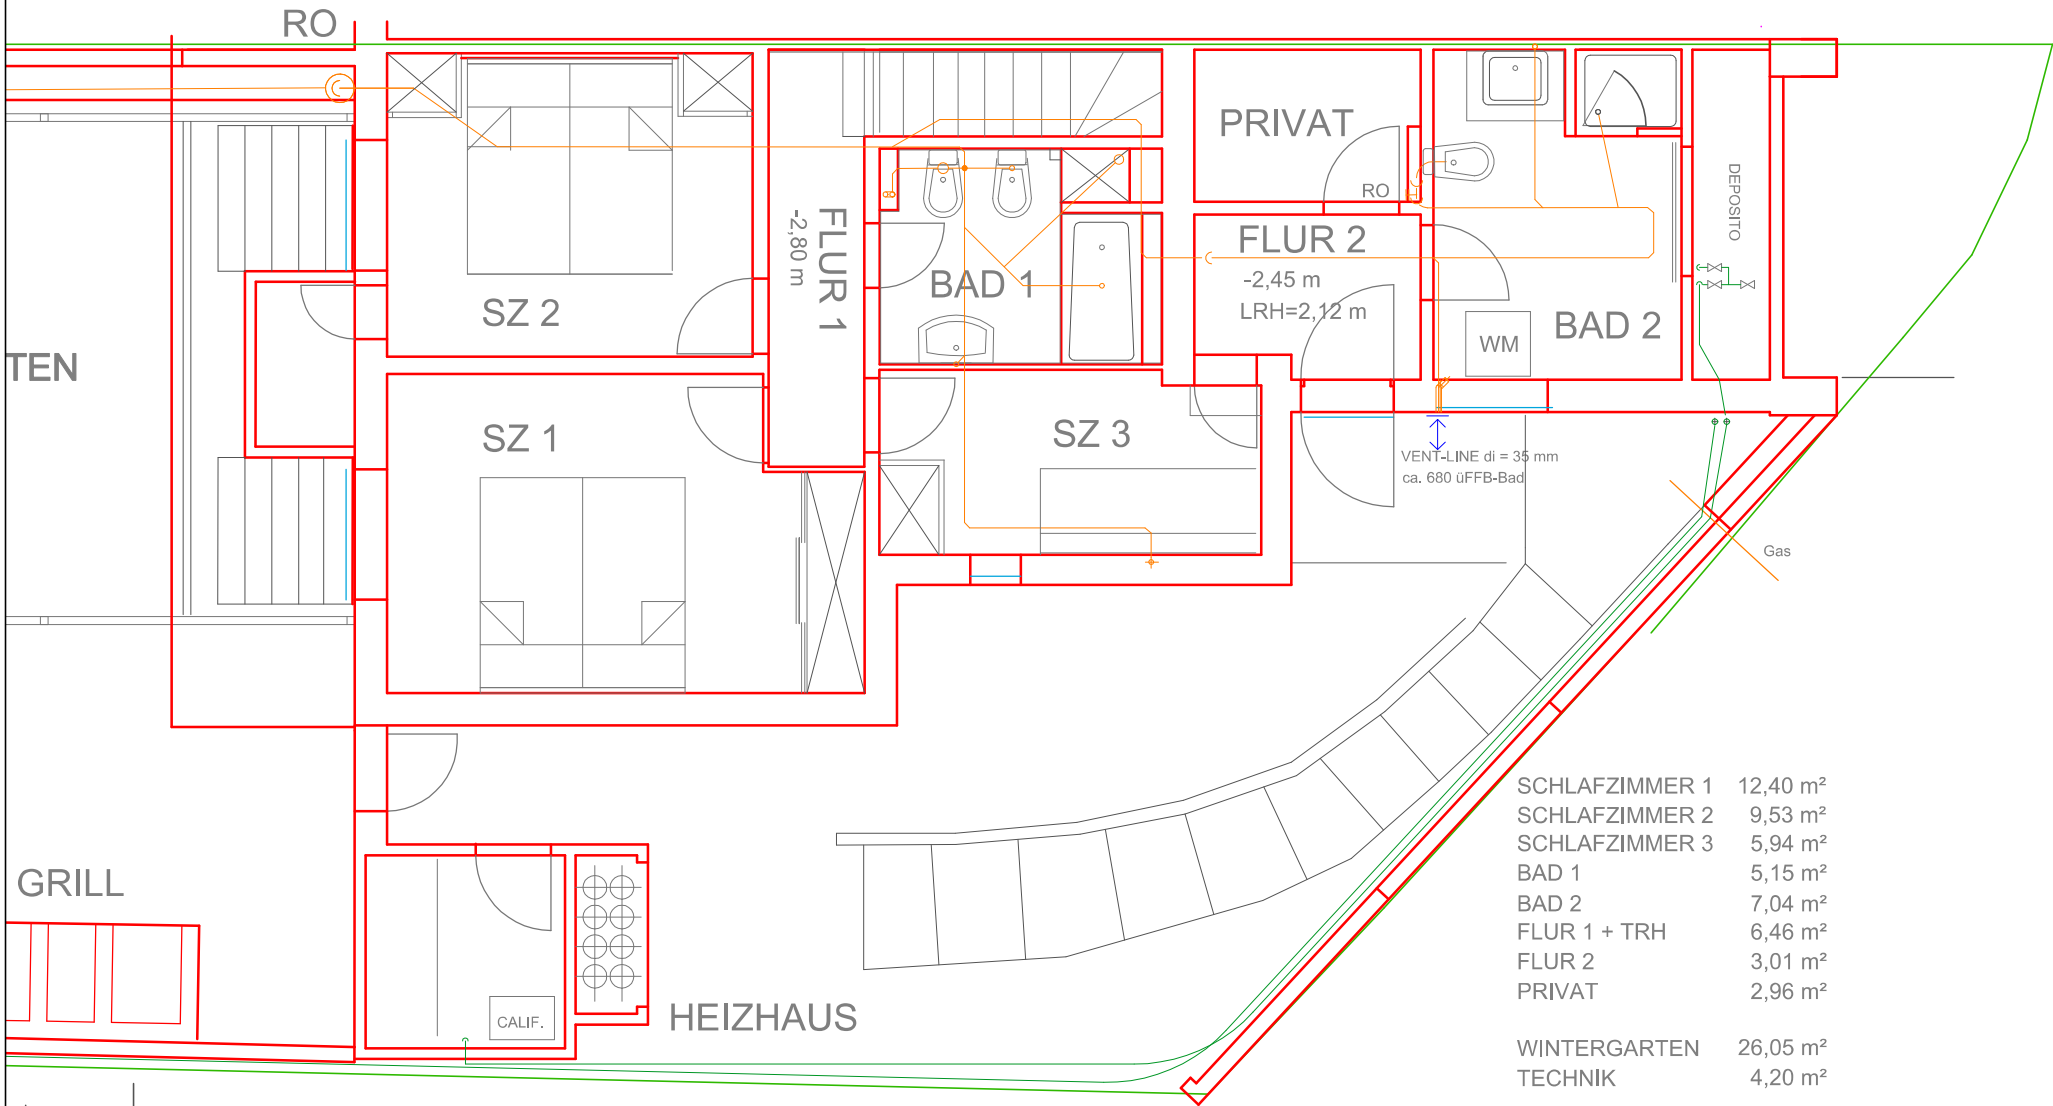 RO
PRIVAT
RO
DEPOSITO
FLUR 1
-2,80 m
FLUR 2
-2,45 m
LRH=2,12 m
SZ 2
BAD 1
WM
BAD 2
TEN
SZ 1
SZ 3
VENT-LINE di = 35 mm
ca. 680 üFFB-Bad
Gas
SCHLAFZIMMER 1 12,40 m²
SCHLAFZIMMER 2 9,53 m²
SCHLAFZIMMER 3 5,94 m²
BAD 1 5,15 m²
BAD 2 7,04 m²
FLUR 1 + TRH 6,46 m²
FLUR 2 3,01 m²
PRIVAT 2,96 m²
GRILL
CALIF.
HEIZHAUS
WINTERGARTEN 26,05 m²
TECHNIK 4,20 m²